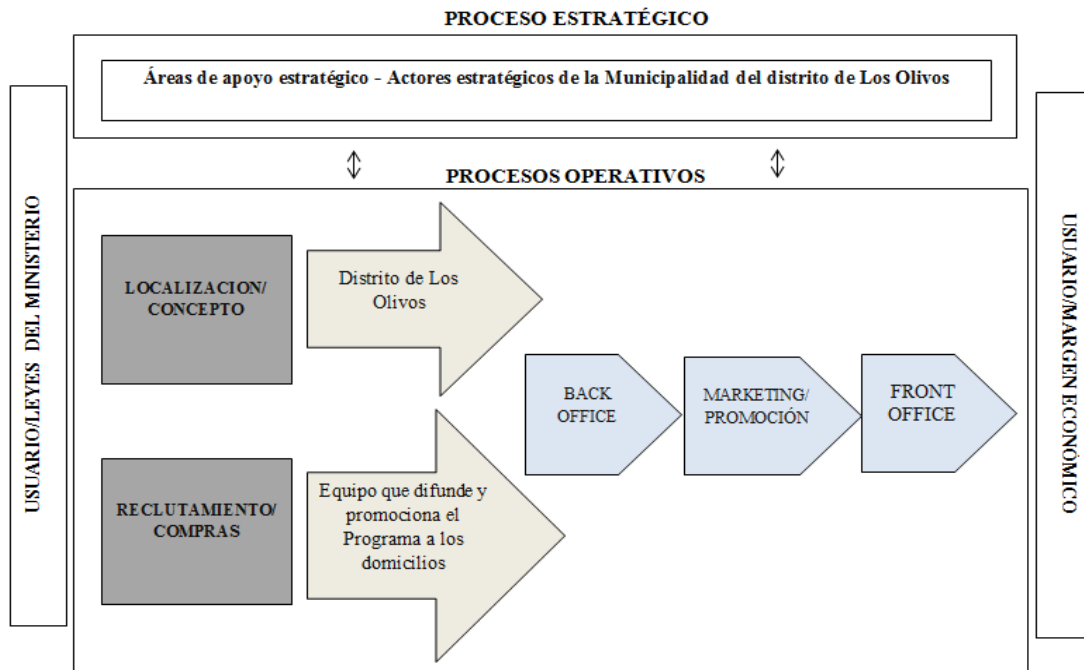 PROCESO ESTRATÉGICO
Áreas de apoyo estratégico - Actores estratégicos de la Municipalidad del distrito de Los Olivos
USUARIO/LEYES DEL MINISTERIO
PROCESOS OPERATIVOS
LOCALIZACION/
CONCEPTO
Distrito de Los
Olivos
RECLUTAMIENTO/
COMPRAS
Equipo que difunde y
promociona el
Programa a los
domicilios
BACK
OFFICE
MARKETING/
PROMOCIÓN
FRONT
OFFICE
USUARIO/MARGEN ECONÓMICO